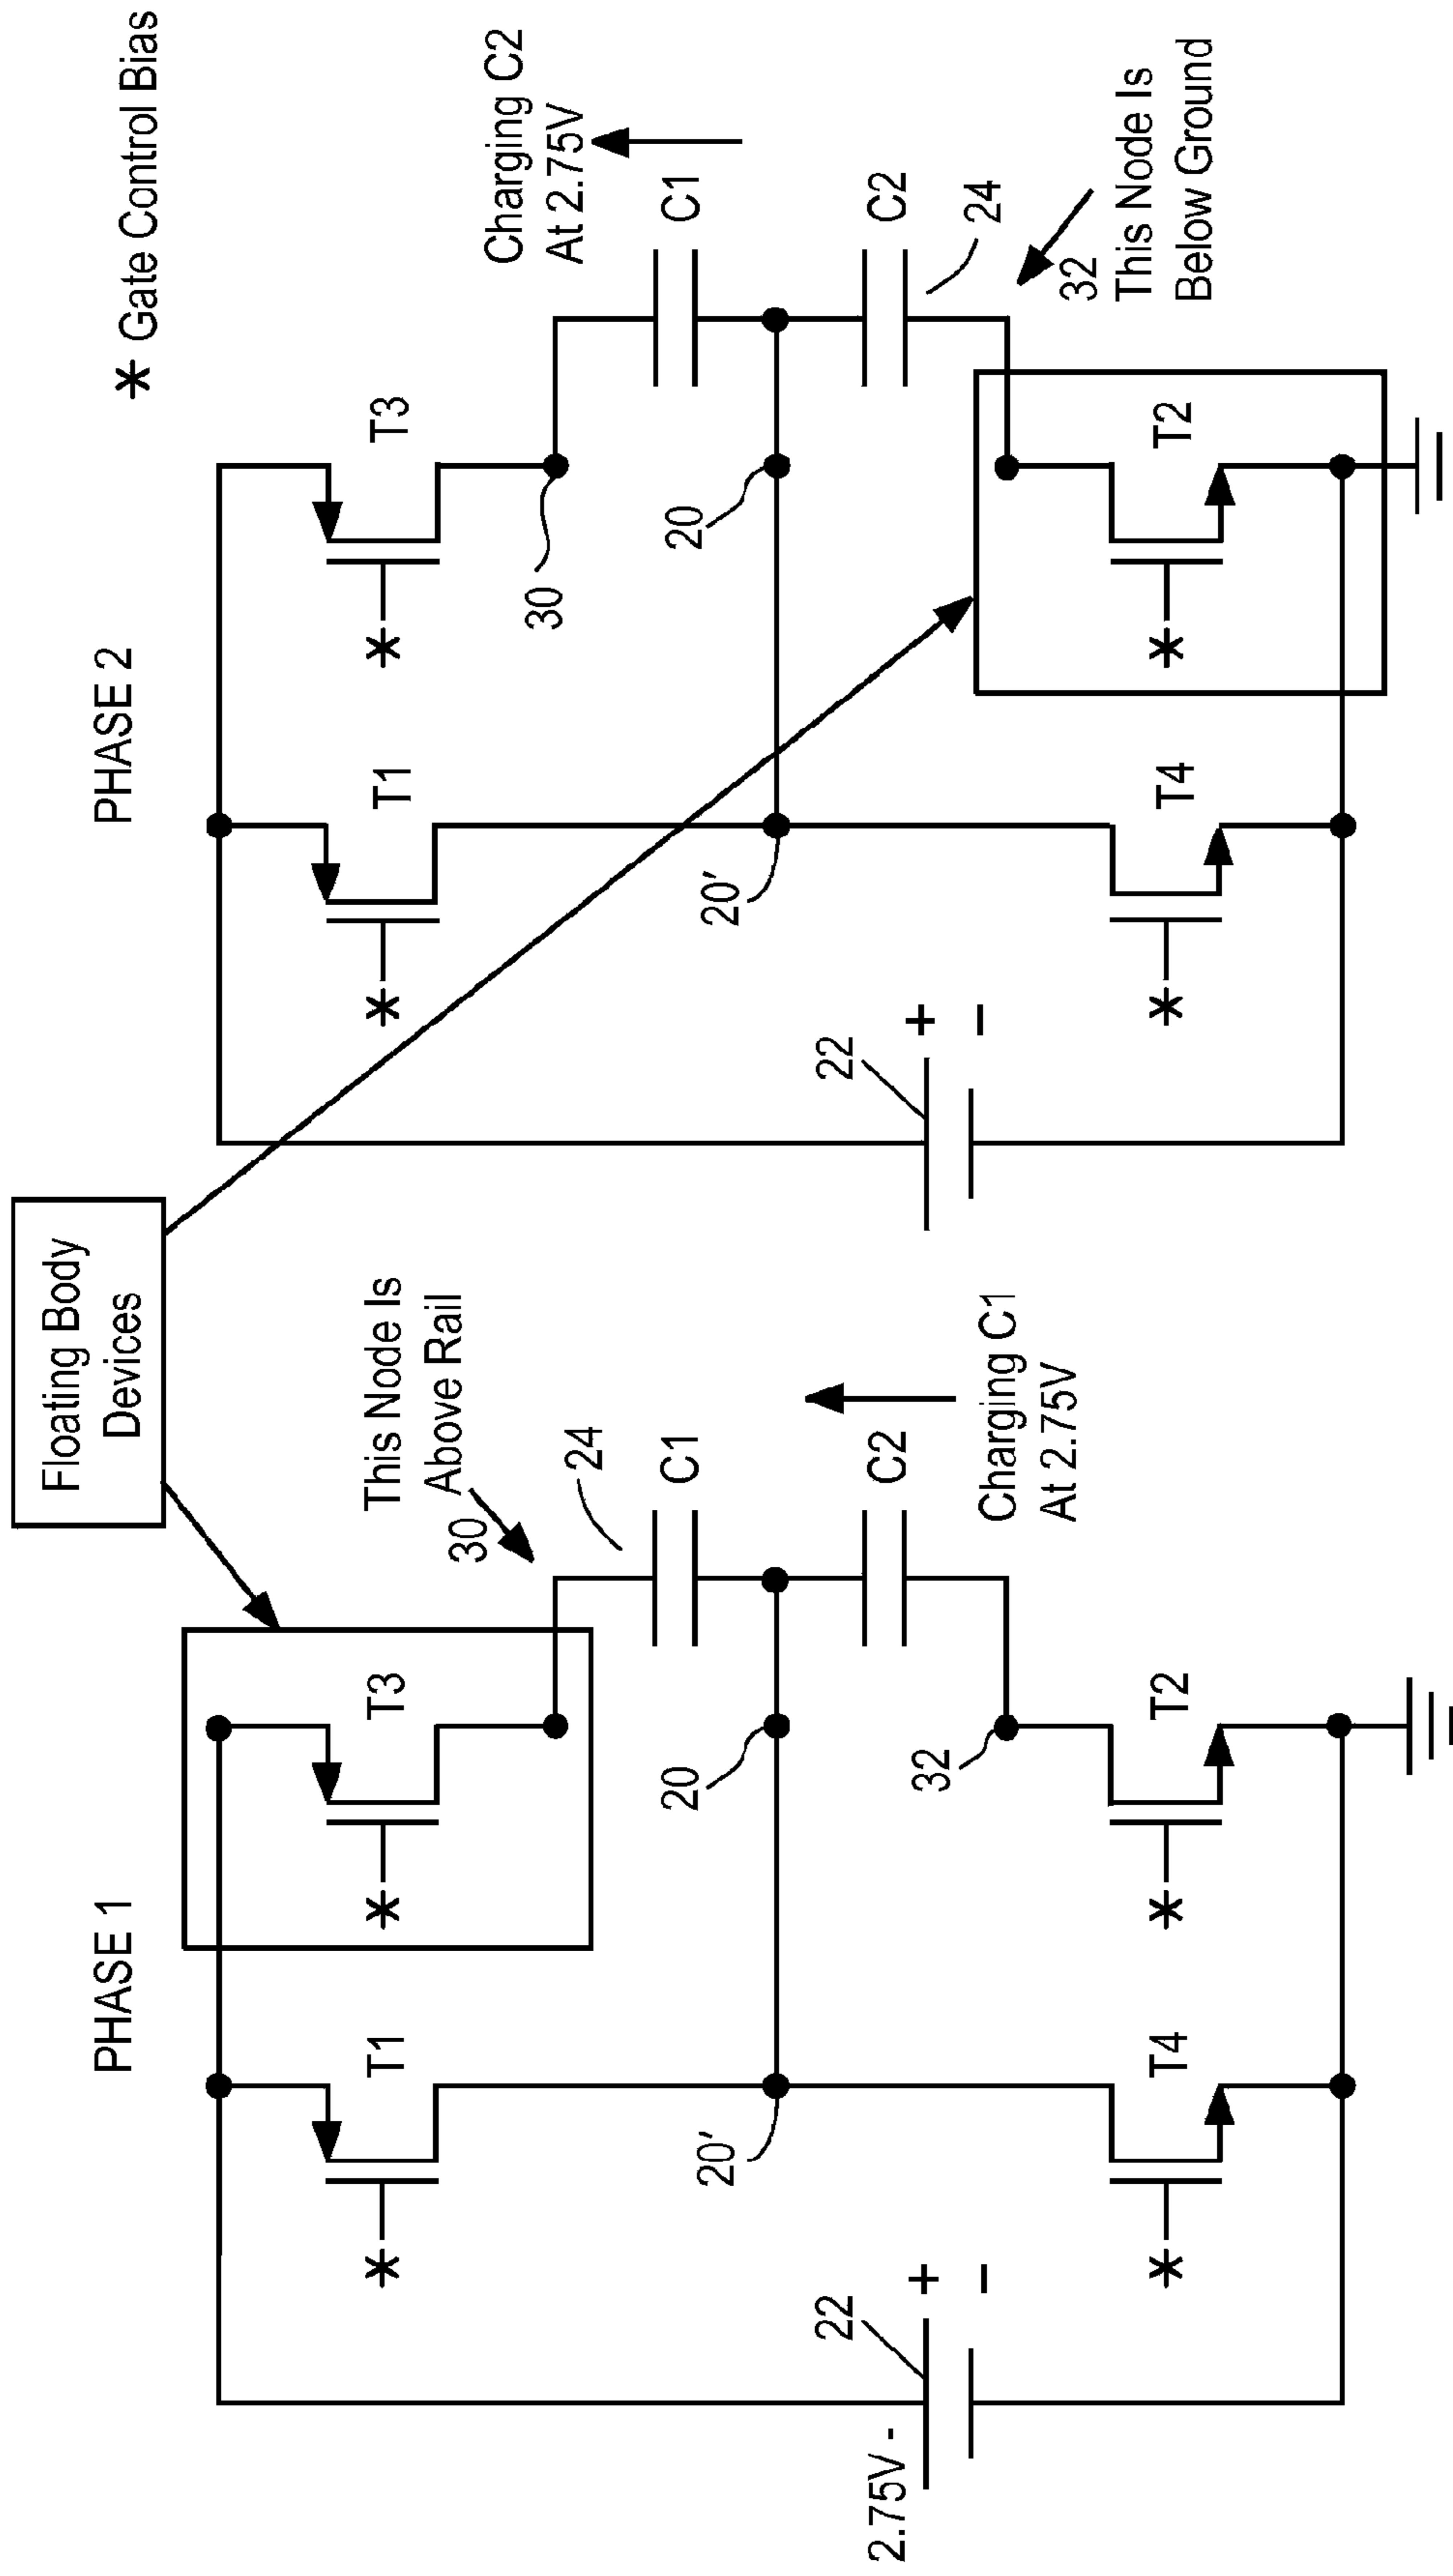 Floating Body
Devices
PHASE 1
T1
T3
*
*
This Node Is
Above Rail
30
24
C1
20
20'
22
+
-
2.75V -
C2
32
Charging C1
At 2.75V
T4
T2
*
*
PHASE 2
* Gate Control Bias
T1
T3
*
*
30
Charging C2
At 2.75V
C1
20
20'
22
+
-
C2
24
32
This Node Is
Below Ground
T4
T2
*
*